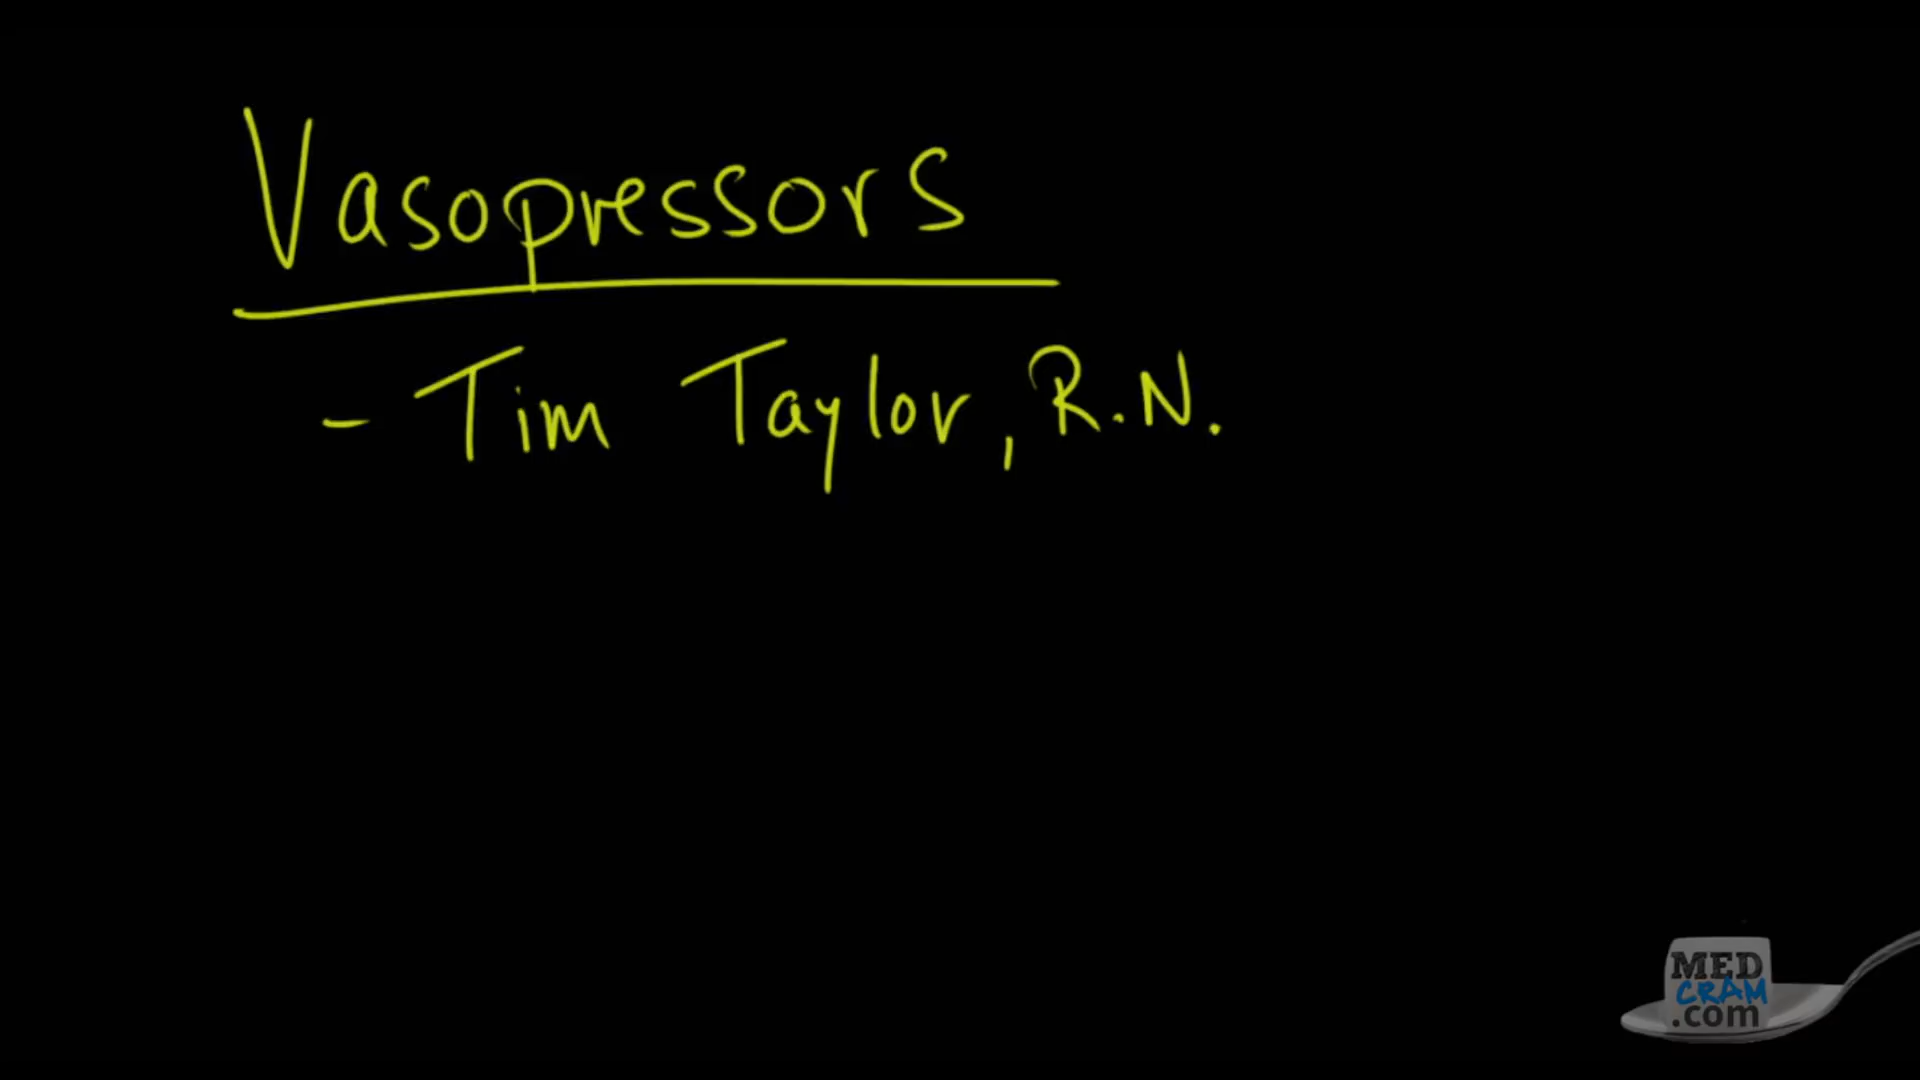 Vasopressors
- Tim Taylor, R.N.
MED
CRAM
.com